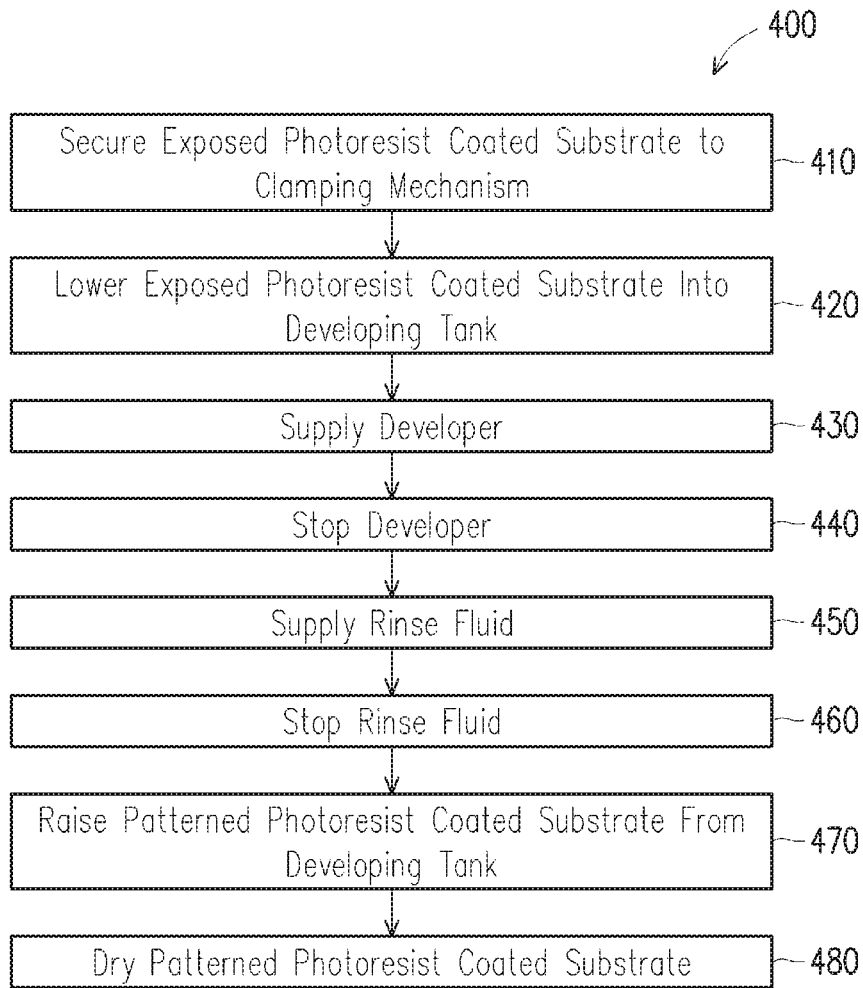 400
Secure Exposed Photoresist Coated Substrate to
Clamping Mechanism
410
Lower Exposed Photoresist Coated Substrate Into
Developing Tank
420
Supply Developer
430
Stop Developer
440
Supply Rinse Fluid
450
Stop Rinse Fluid
460
Raise Patterned Photoresist Coated Substrate From
Developing Tank
470
Dry Patterned Photoresist Coated Substrate
480